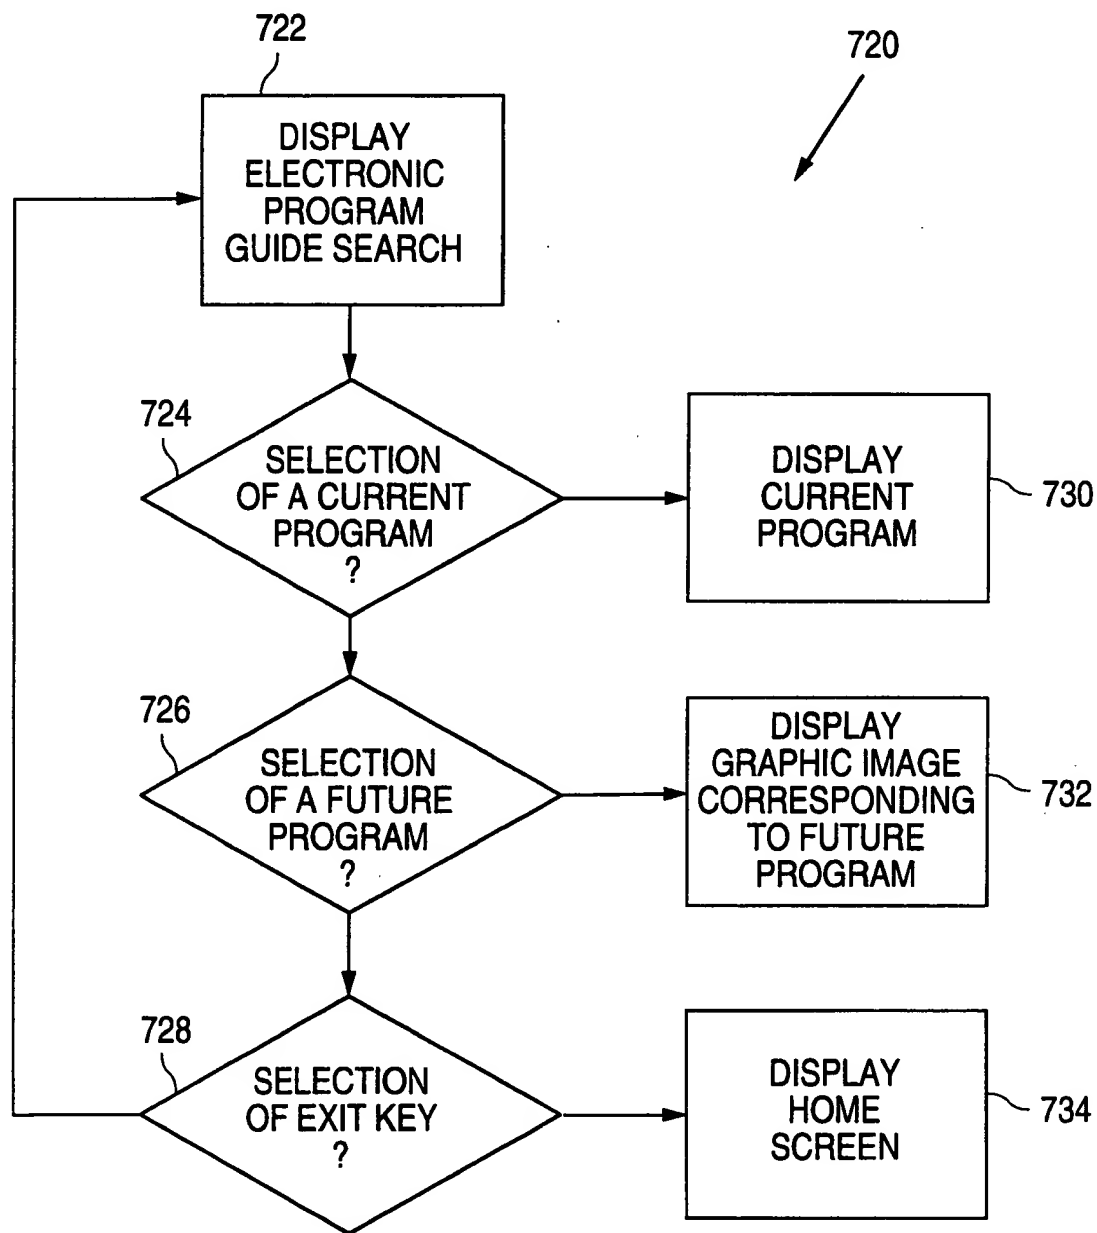 722
720
DISPLAY
ELECTRONIC
PROGRAM
GUIDE SEARCH
724
SELECTION
OF A CURRENT
PROGRAM
?
DISPLAY
CURRENT
PROGRAM
730
726
SELECTION
OF A FUTURE
PROGRAM
?
DISPLAY
GRAPHIC IMAGE
CORRESPONDING
TO FUTURE
PROGRAM
732
728
SELECTION
OF EXIT KEY
?
DISPLAY
HOME
SCREEN
734